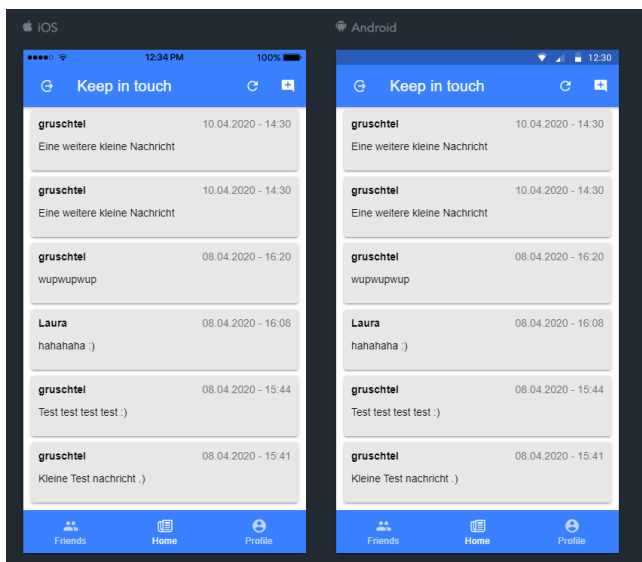 iOS
12:34 PM 100%
Keep in touch
gruschtel 10.04.2020 - 14:30
Eine weitere kleine Nachricht
gruschtel 10.04.2020 - 14:30
Eine weitere kleine Nachricht
gruschtel 08.04.2020 - 16:20
wupwupwup
Laura 08.04.2020 - 16:08
hahahaha :)
gruschtel 08.04.2020 - 15:44
Test test test test :)
gruschtel 08.04.2020 - 15:41
Kleine Test nachricht .)
Friends Home Profile
Android
12:30
Keep in touch
gruschtel 10.04.2020 - 14:30
Eine weitere kleine Nachricht
gruschtel 10.04.2020 - 14:30
Eine weitere kleine Nachricht
gruschtel 08.04.2020 - 16:20
wupwupwup
Laura 08.04.2020 - 16:08
hahahaha :)
gruschtel 08.04.2020 - 15:44
Test test test test :)
gruschtel 08.04.2020 - 15:41
Kleine Test nachricht .)
Friends Home Profile